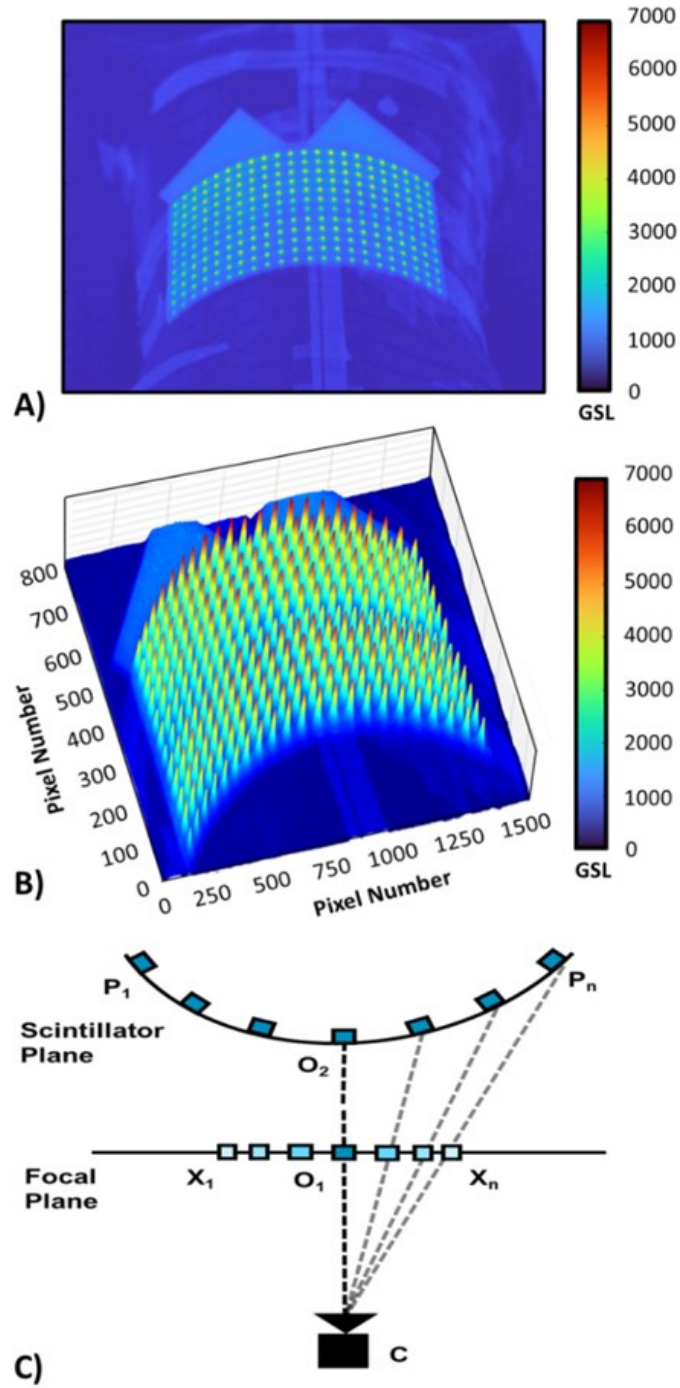 7000
6000
5000
4000
3000
2000
1000
0
GSL
A)
800
700
600
500
400
300
200
100
0
Pixel Number
0
250
500
750
1000
1250
1500
Pixel Number
7000
6000
5000
4000
3000
2000
1000
0
GSL
B)
P1
Pn
Scintillator
Plane
O2
X1
O1
Xn
Focal
Plane
C
C)